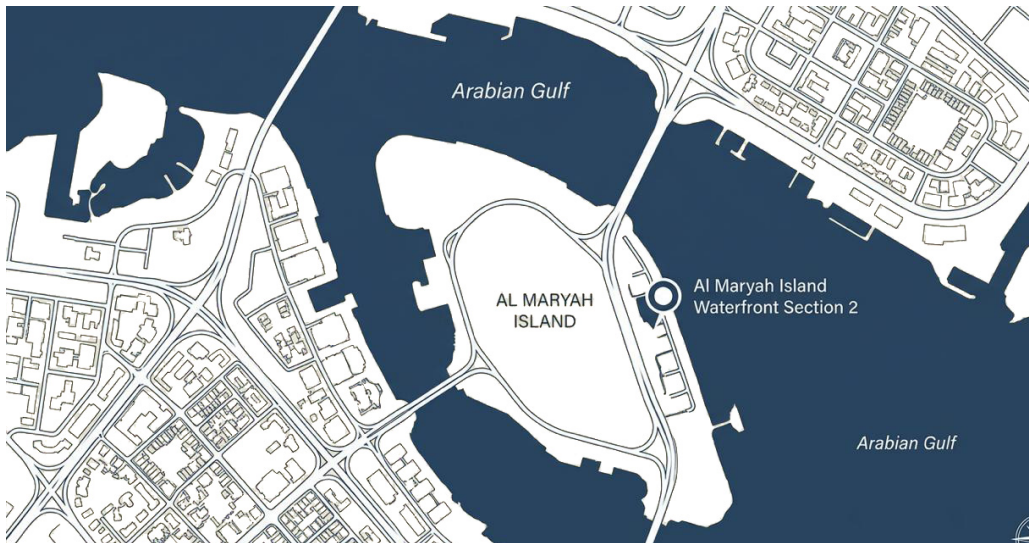 Arabian Gulf
Al Maryah Island
Waterfront Section 2
AL MARYAH
ISLAND
Arabian Gulf